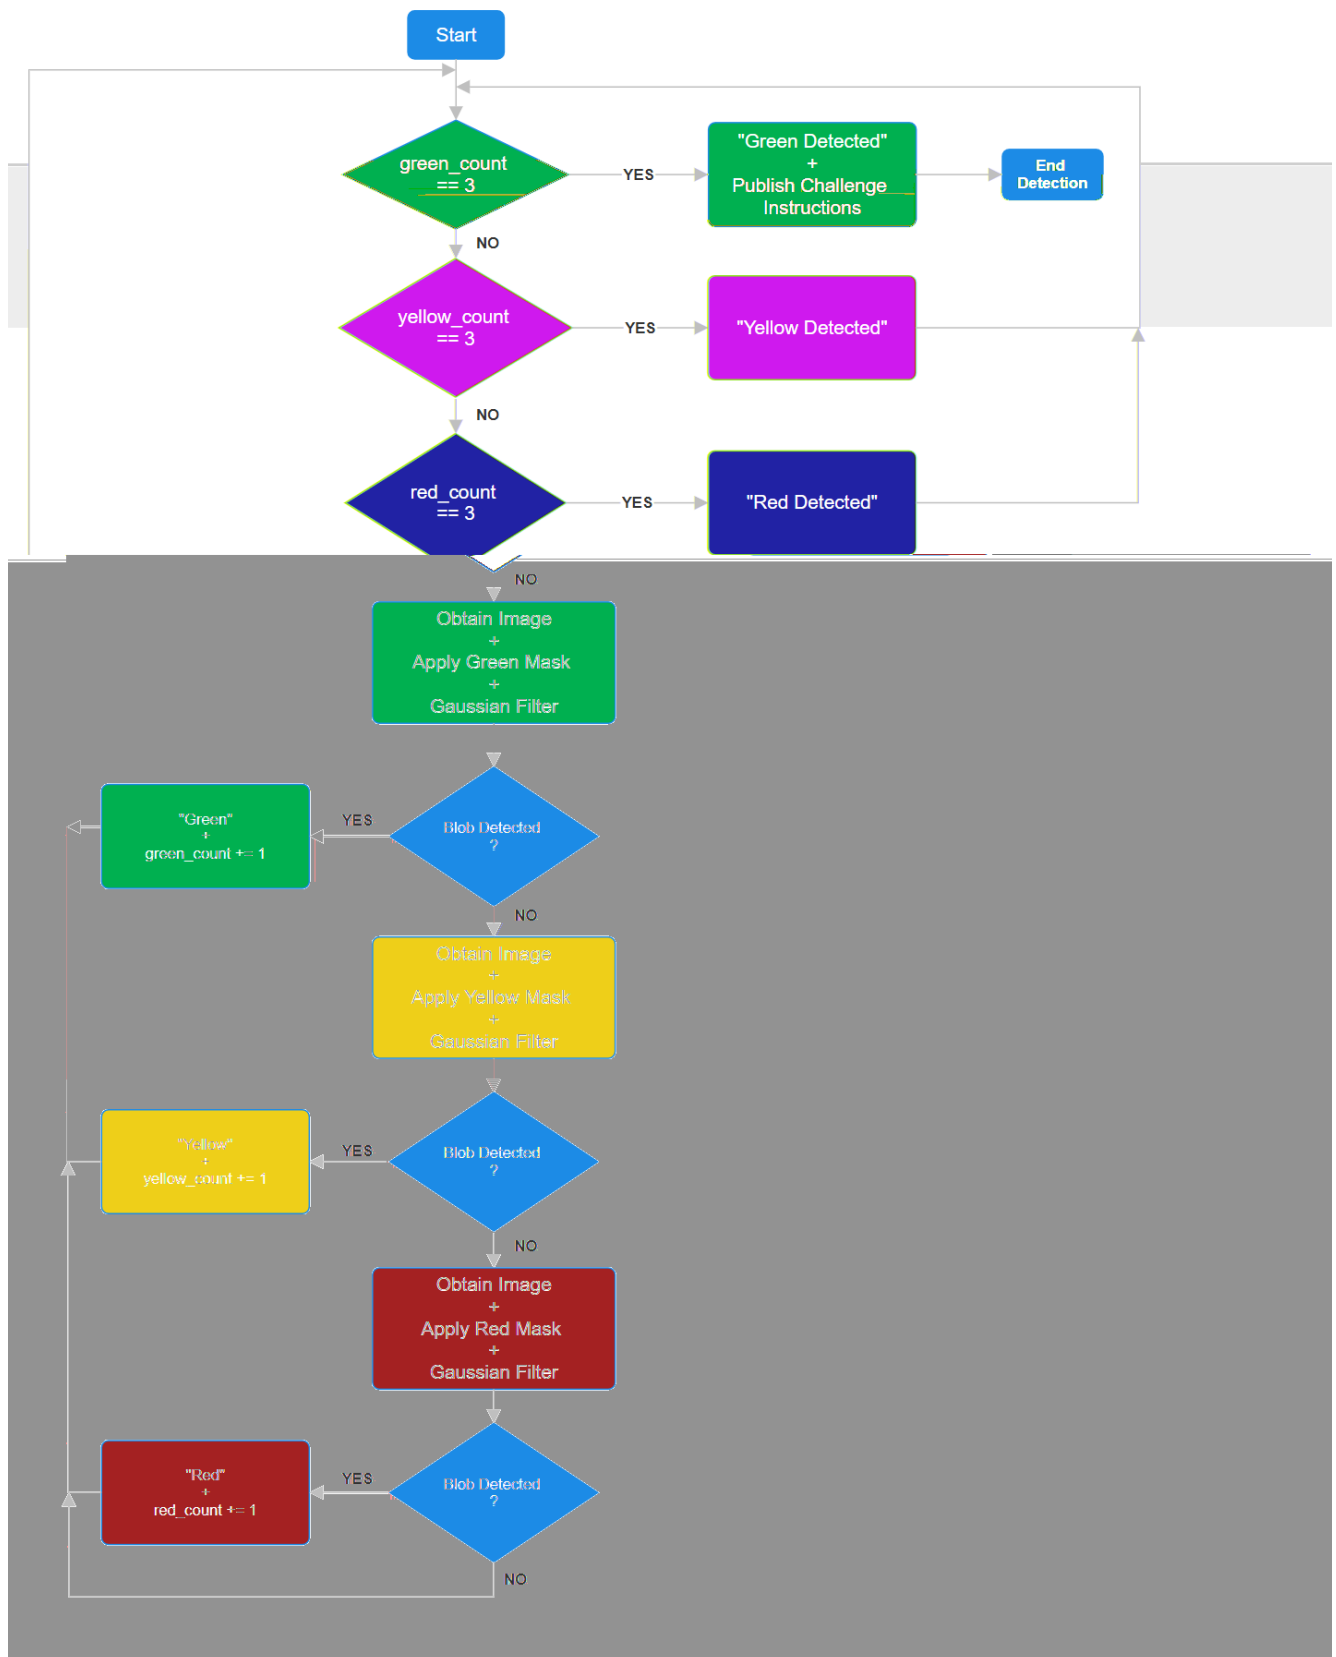 Start
green_count
== 3
YES
"Green Detected"
+
Publish Challenge
Instructions
End
Detection
NO
yellow_count
== 3
YES
"Yellow Detected"
NO
red_count
== 3
YES
"Red Detected"
NO
Obtain Image
+
Apply Green Mask
+
Gaussian Filter
"Green"
+
green_count += 1
YES
Blob Detected
?
NO
Obtain Image
+
Apply Yellow Mask
+
Gaussian Filter
"Yellow"
+
yellow_count += 1
YES
Blob Detected
?
NO
Obtain Image
+
Apply Red Mask
+
Gaussian Filter
"Red"
+
red_count += 1
YES
Blob Detected
?
NO